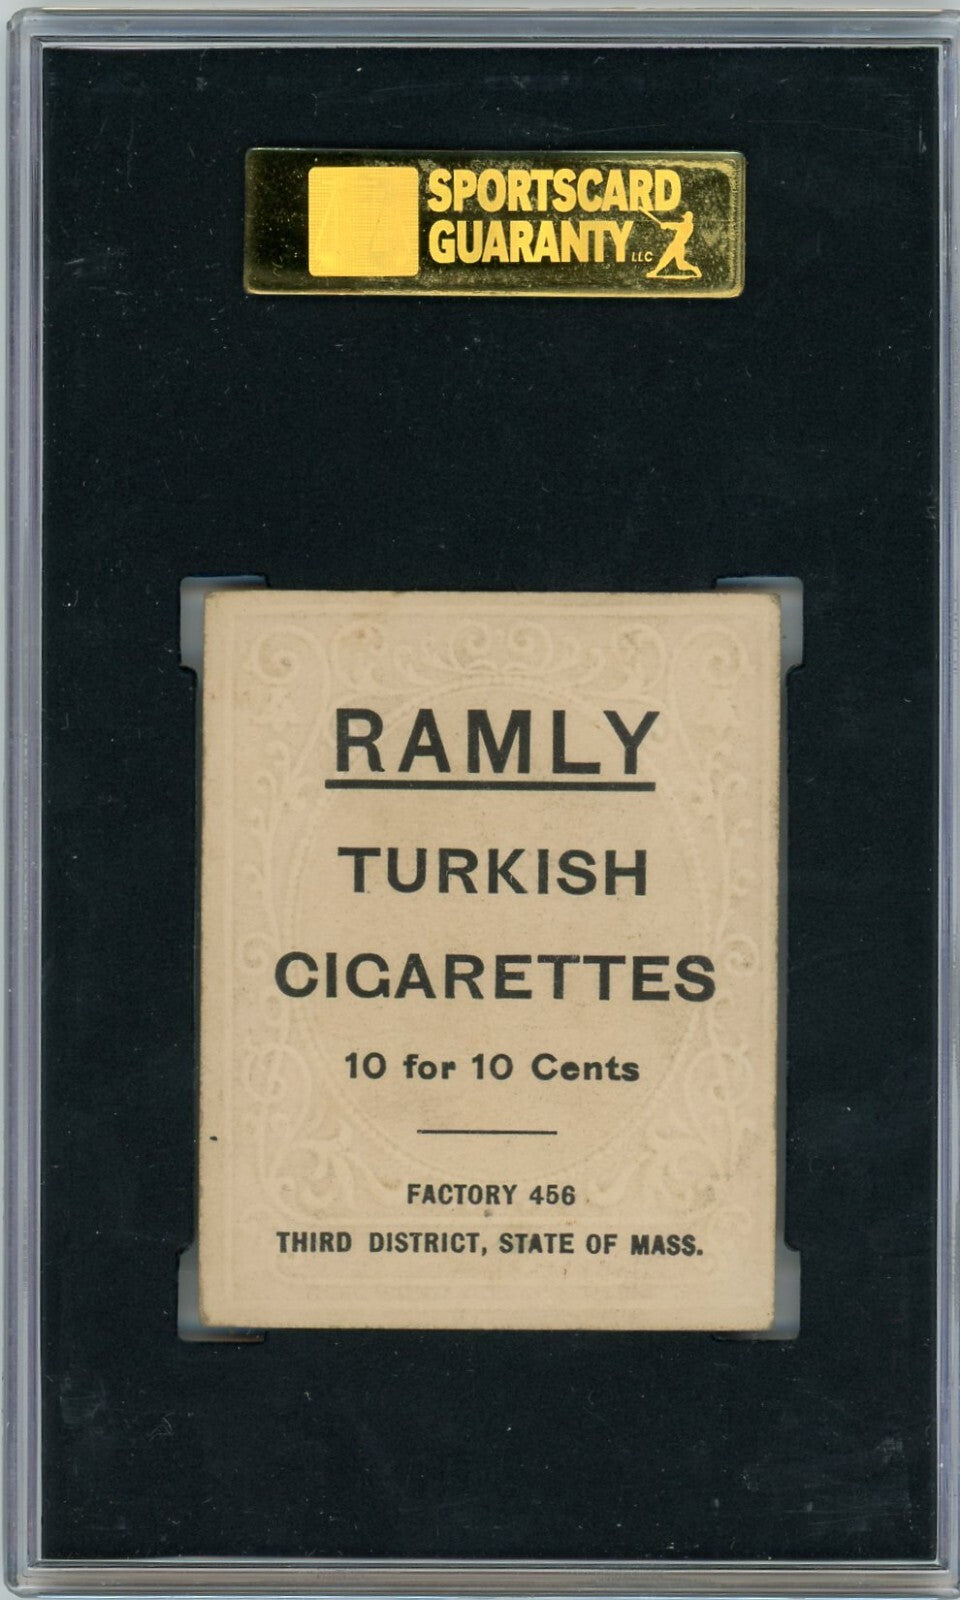 SPORTSCARD
GUARANTY LLC
RAMLY
TURKISH
CIGARETTES
10 for 10 Cents
FACTORY 456
THIRD DISTRICT, STATE OF MASS.